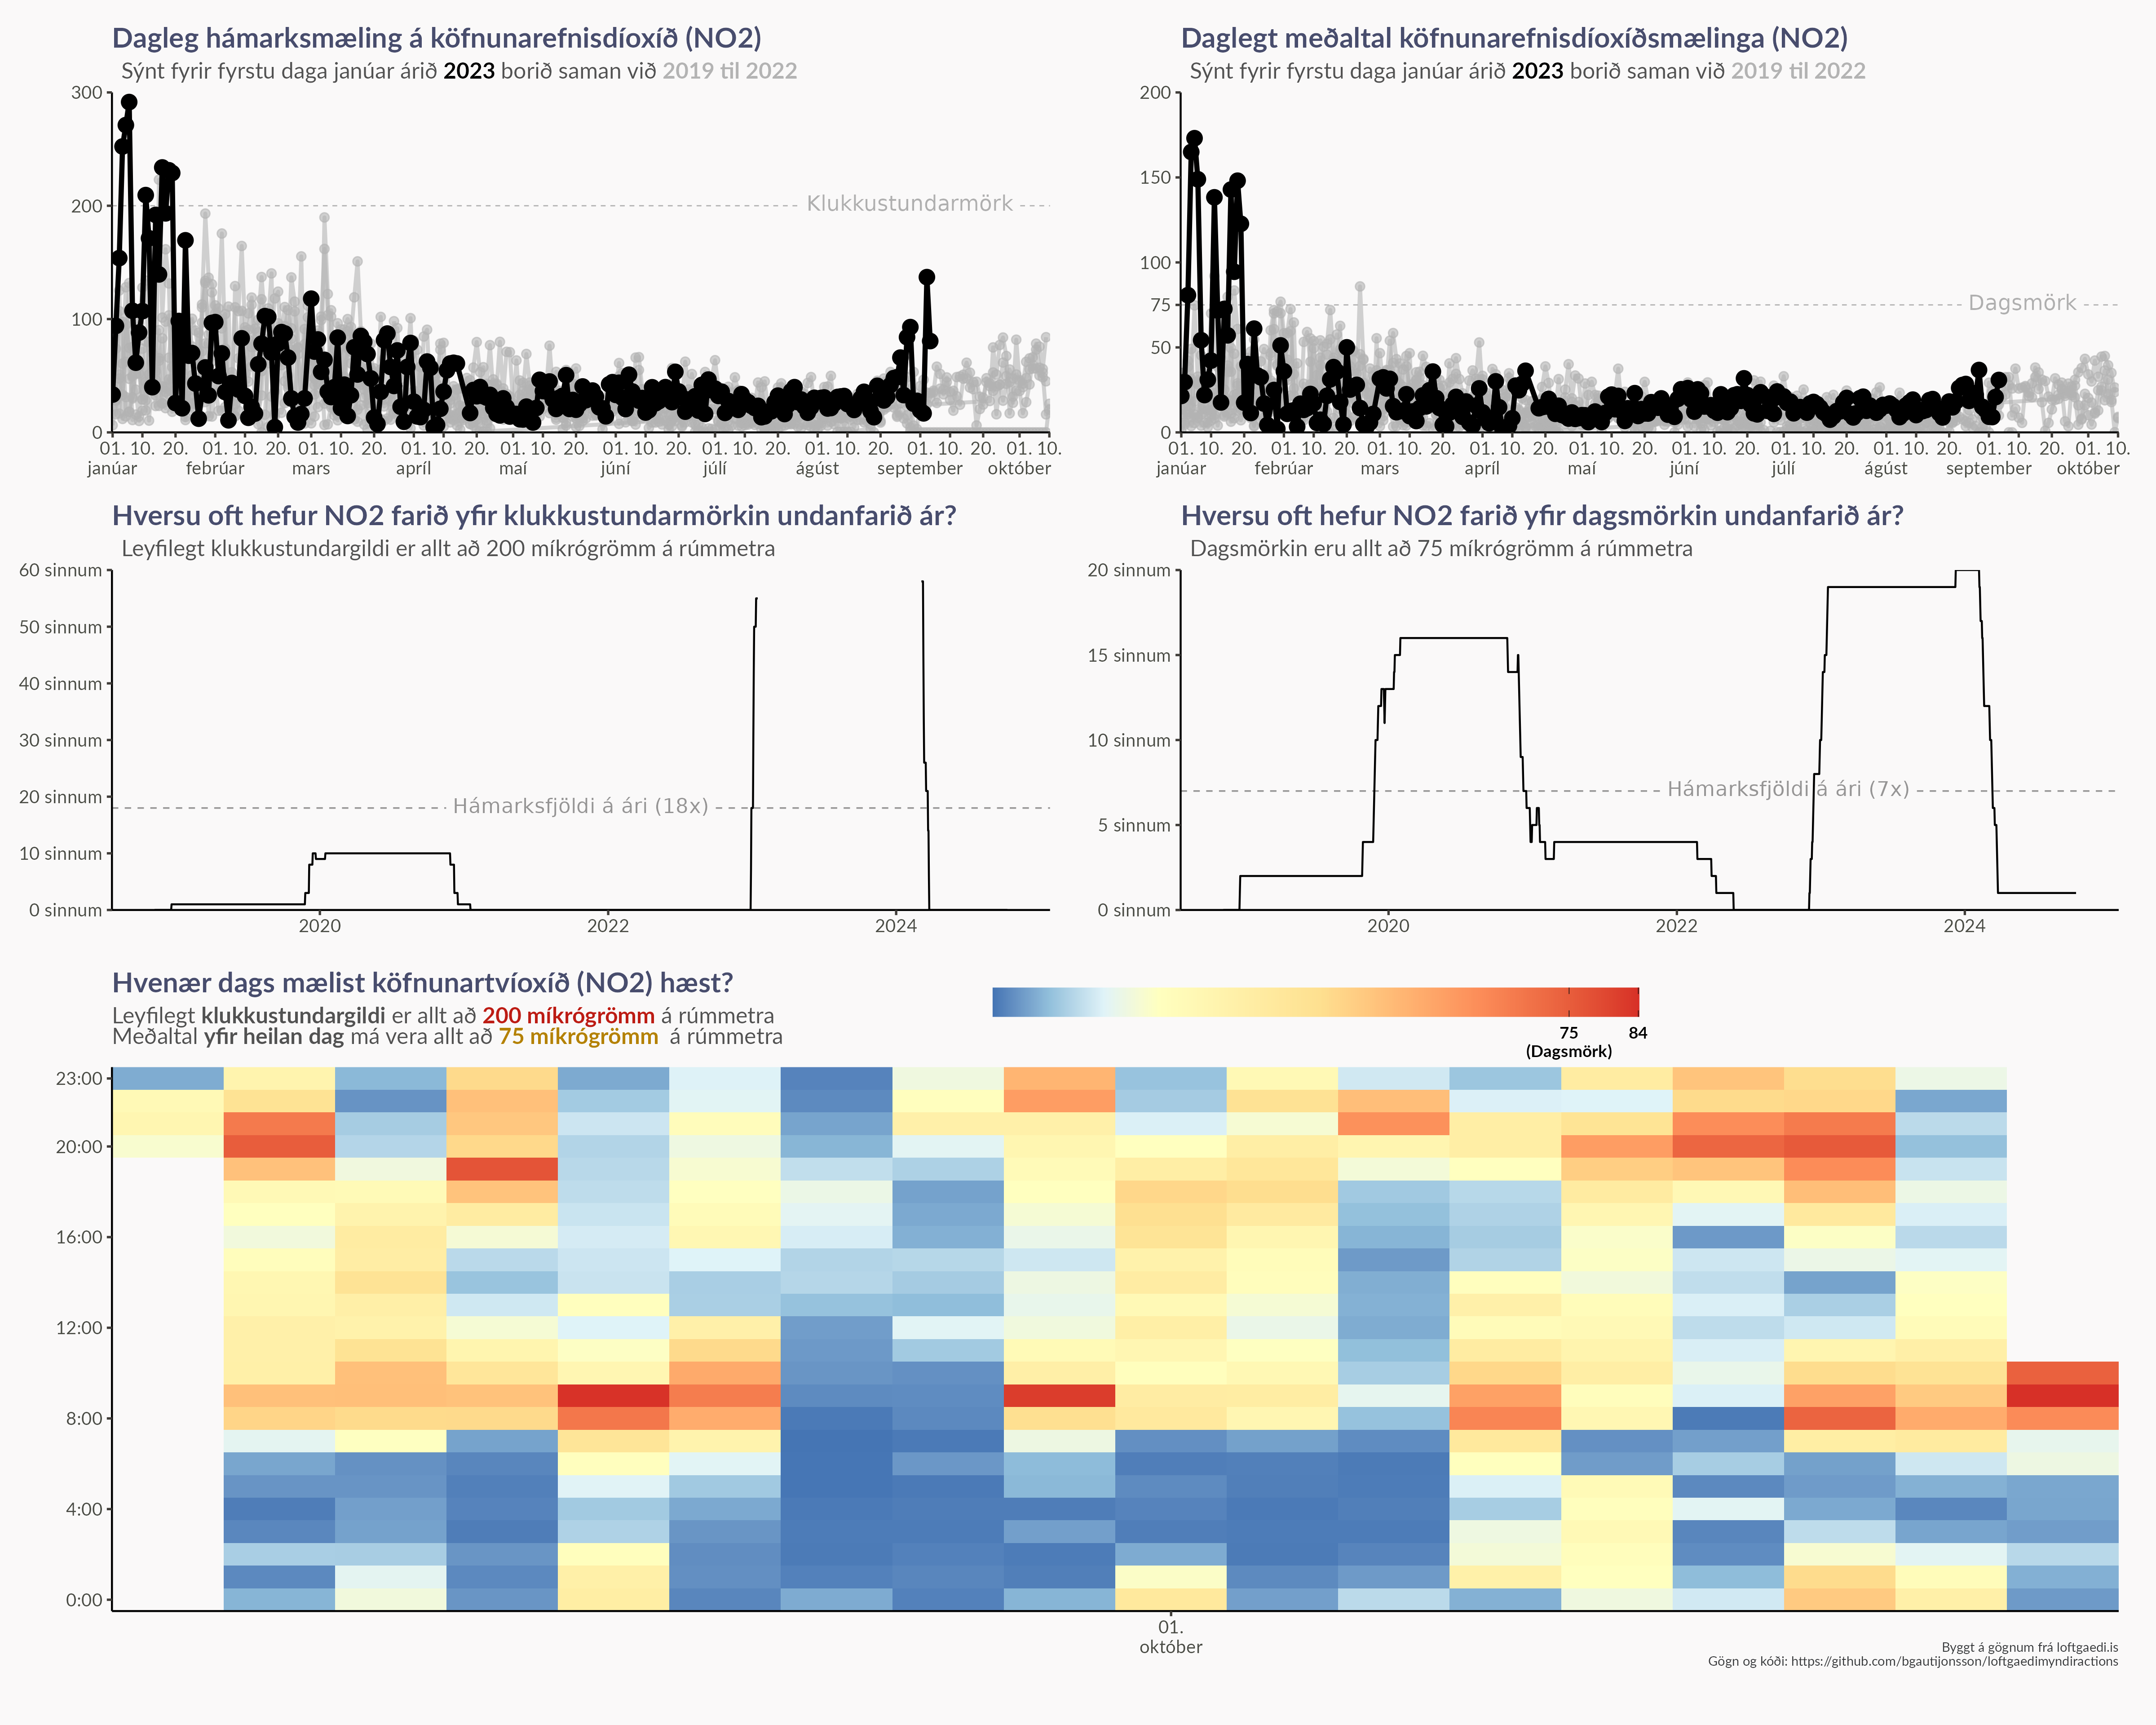 Dagleg hámarksmæling á köfnunarefnisdíoxíð (NO2)
Sýnt fyrir fyrstu daga janúar árið 2023 borið saman við 2019 til 2022
300
200
100
0
Klukkustundarmörk
01. 10. 20. 01. 10. 20. 01. 10. 20. 01. 10. 20. 01. 10. 20. 01. 10. 20. 01. 10. 20. 01. 10. 20. 01. 10. 20. 01. 10.
janúar febrúar mars apríl maí júní júlí ágúst september október
Daglegt meðaltal köfnunarefnisdíoxíðsmælinga (NO2)
Sýnt fyrir fyrstu daga janúar árið 2023 borið saman við 2019 til 2022
200
150
100
75
50
0
Dagsmörk
01. 10. 20. 01. 10. 20. 01. 10. 20. 01. 10. 20. 01. 10. 20. 01. 10. 20. 01. 10. 20. 01. 10. 20. 01. 10. 20. 01. 10.
janúar febrúar mars apríl maí júní júlí ágúst september október
Hversu oft hefur NO2 farið yfir klukkustundarmörkin undanfarið ár?
Leyfilegt klukkustundargildi er allt að 200 míkrógrömm á rúmmetra
60 sinnum
50 sinnum
40 sinnum
30 sinnum
20 sinnum
10 sinnum
0 sinnum
Hámarksfjöldi á ári (18x)
2020 2022 2024
Hversu oft hefur NO2 farið yfir dagsmörkin undanfarið ár?
Dagsmörkin eru allt að 75 míkrógrömm á rúmmetra
20 sinnum
15 sinnum
10 sinnum
5 sinnum
0 sinnum
Hámarksfjöldi á ári (7x)
2020 2022 2024
Hvenær dags mælist köfnunartvíoxíð (NO2) hæst?
Leyfilegt klukkustundargildi er allt að 200 míkrógrömm á rúmmetra
Meðaltal yfir heilan dag má vera allt að 75 míkrógrömm á rúmmetra
75 84
(Dagsmörk)
23:00
20:00
16:00
12:00
8:00
4:00
0:00
01.
október
Byggt á gögnum frá loftgaedi.is
Gögn og kóði: https://github.com/bgautijonsson/loftgaedimyndiractions